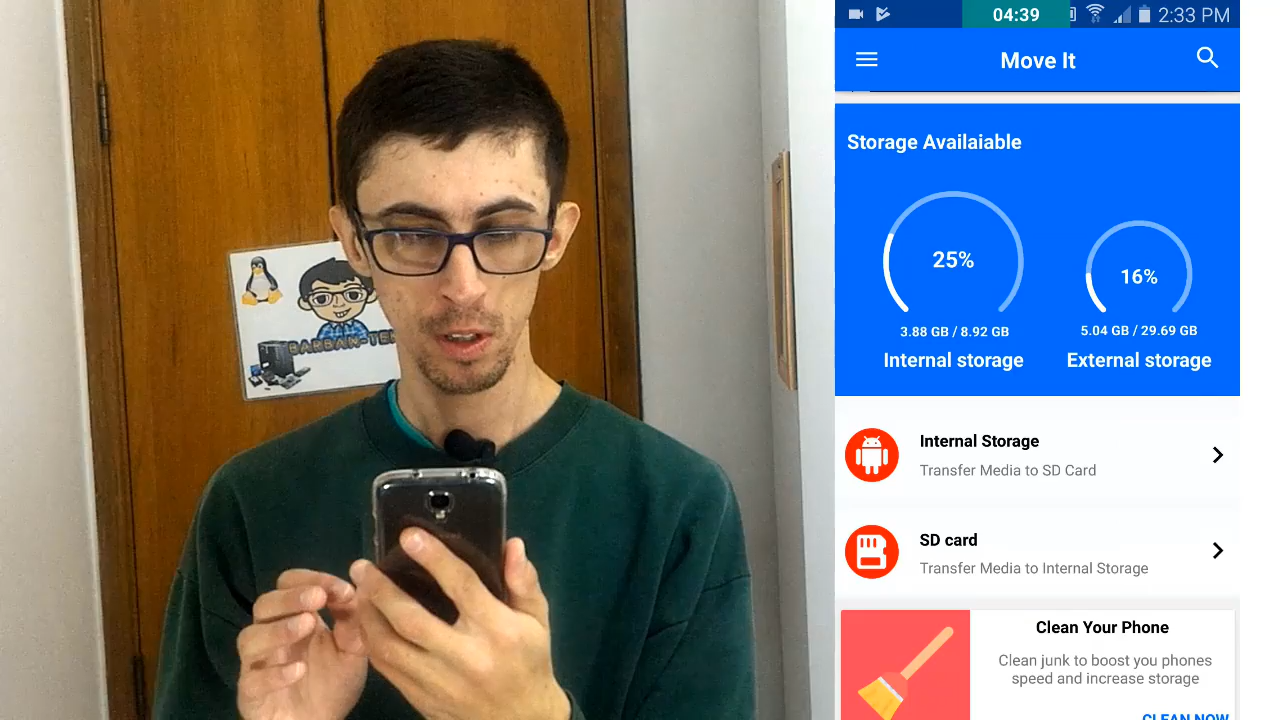 BARBAN-TE
04:39
2:33 PM
Move It
Storage Availaiable
25%
16%
3.88 GB / 8.92 GB
5.04 GB / 29.69 GB
Internal storage
External storage
Internal Storage
Transfer Media to SD Card
SD card
Transfer Media to Internal Storage
Clean Your Phone
Clean junk to boost you phones
speed and increase storage
CLEAN NOW